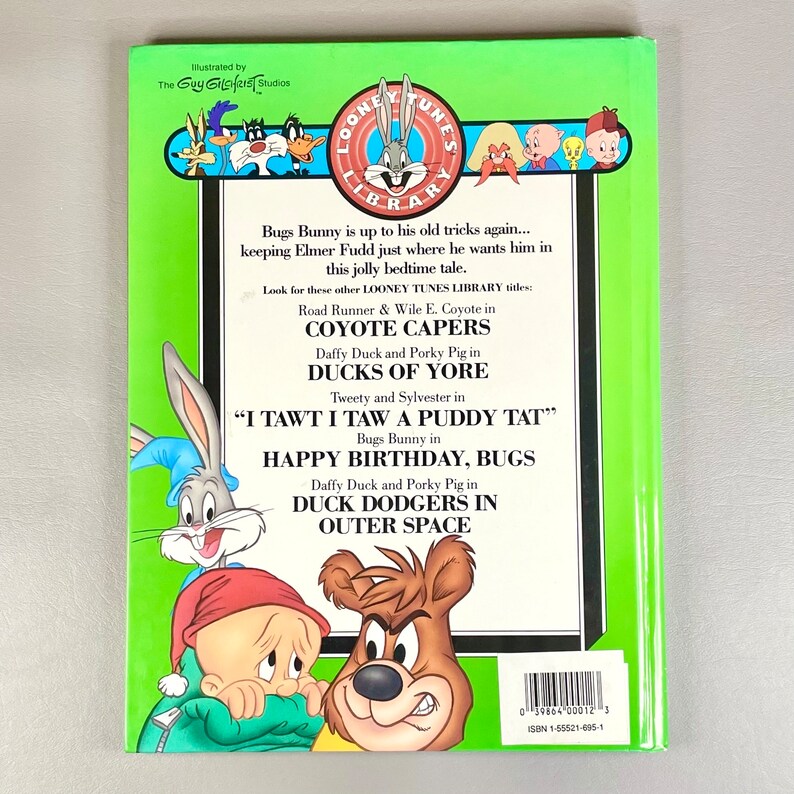 Illustrated by
The Guy GILCHRIST Studios
TM
LOONEY TUNES
LIBRARY
Bugs Bunny is up to his old tricks again...
keeping Elmer Fudd just where he wants him in
this jolly bedtime tale.
Look for these other LOONEY TUNES LIBRARY titles:
Road Runner & Wile E. Coyote in
COYOTE CAPERS
Daffy Duck and Porky Pig in
DUCKS OF YORE
Tweety and Sylvester in
“I TAWT I TAW A PUDDY TAT”
Bugs Bunny in
HAPPY BIRTHDAY, BUGS
Daffy Duck and Porky Pig in
DUCK DODGERS IN
OUTER SPACE
0 39864 00012 3
ISBN 1-55521-695-1